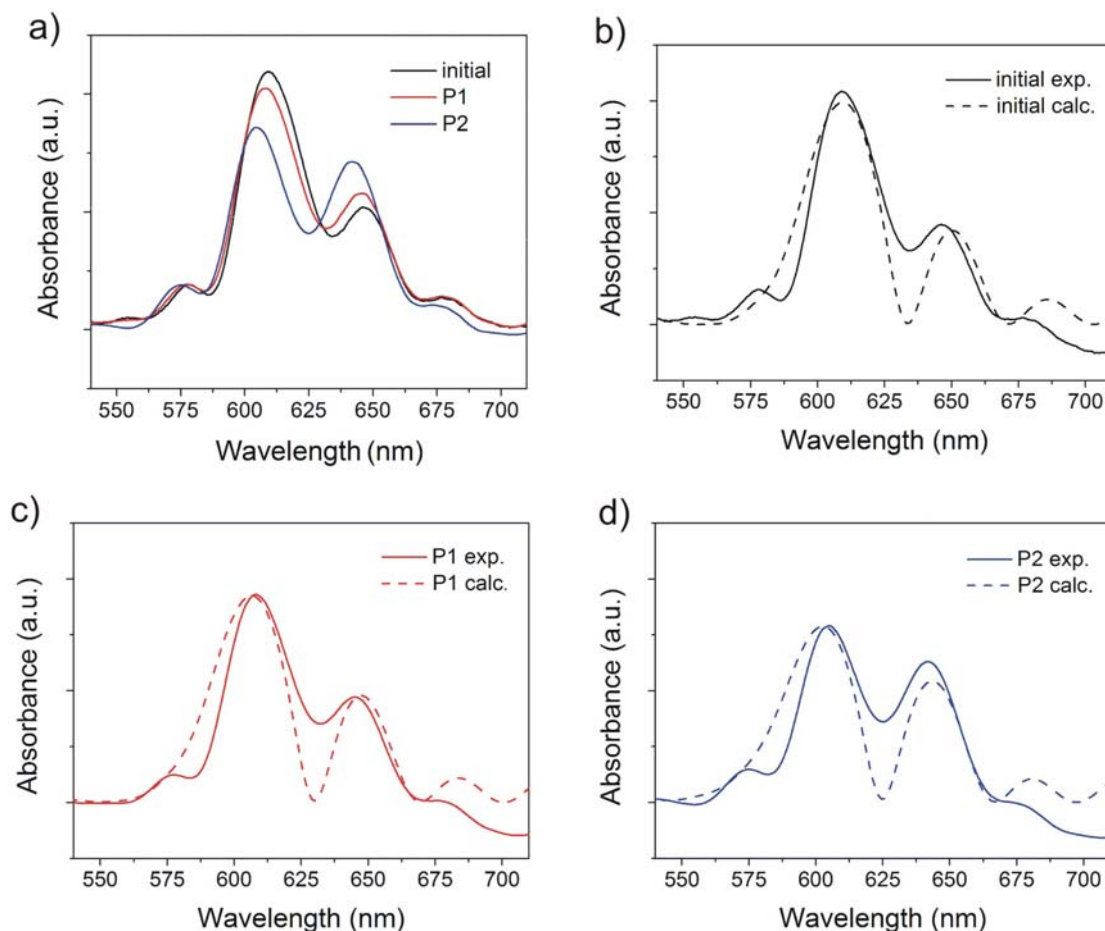 a)
initial
P1
P2
Absorbance (a.u.)
550 575 600 625 650 675 700
Wavelength (nm)
b)
initial exp.
initial calc.
Absorbance (a.u.)
550 575 600 625 650 675 700
Wavelength (nm)
c)
P1 exp.
P1 calc.
Absorbance (a.u.)
550 575 600 625 650 675 700
Wavelength (nm)
d)
P2 exp.
P2 calc.
Absorbance (a.u.)
550 575 600 625 650 675 700
Wavelength (nm)